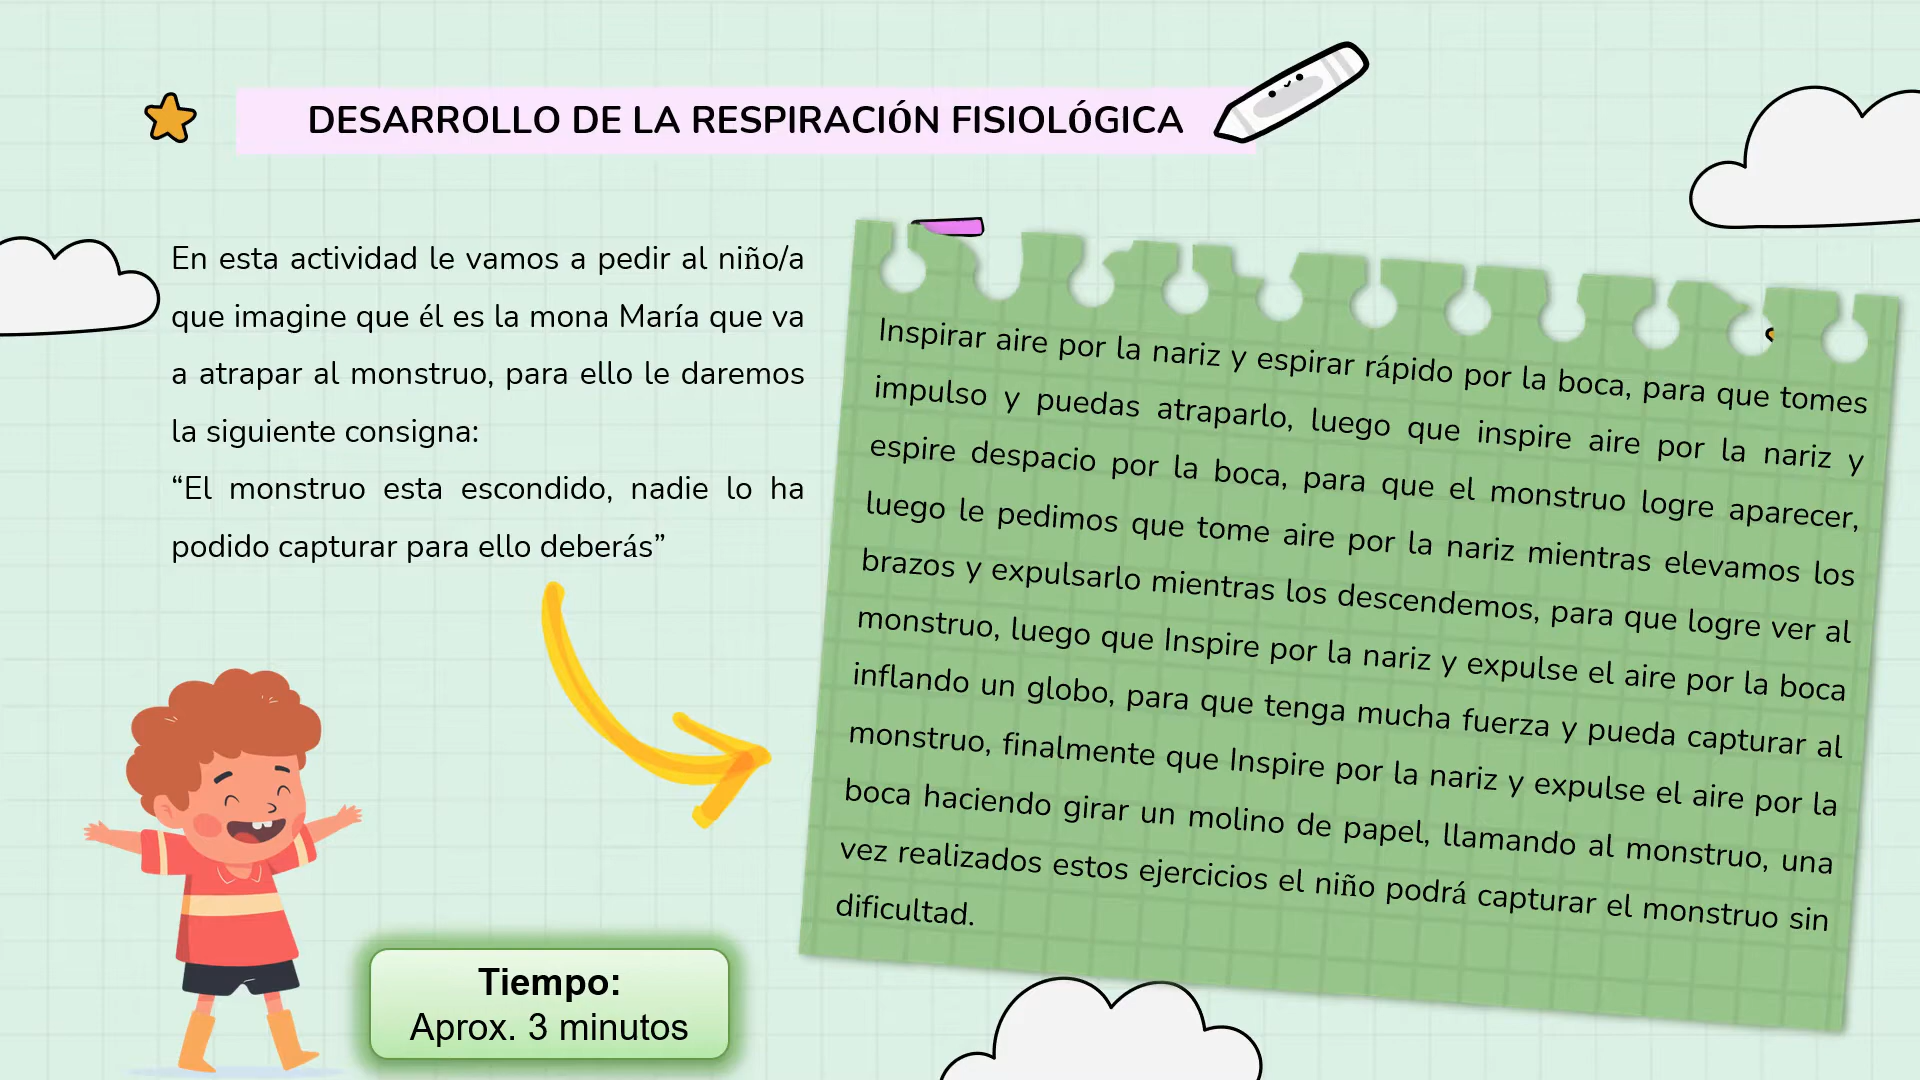 DESARROLLO DE LA RESPIRACIÓN FISIOLÓGICA
En esta actividad le vamos a pedir al niño/a
que imagine que él es la mona María que va
a atrapar al monstruo, para ello le daremos
la siguiente consigna:
“El monstruo esta escondido, nadie lo ha
podido capturar para ello deberás”
Inspirar aire por la nariz y espirar rápido por la boca, para que tomes
impulso y puedas atraparlo, luego que inspire aire por la nariz y
espire despacio por la boca, para que el monstruo logre aparecer,
luego le pedimos que tome aire por la nariz mientras elevamos los
brazos y expulsarlo mientras los descendemos, para que logre ver al
monstruo, luego que Inspire por la nariz y expulse el aire por la boca
inflando un globo, para que tenga mucha fuerza y pueda capturar al
monstruo, finalmente que Inspire por la nariz y expulse el aire por la
boca haciendo girar un molino de papel, llamando al monstruo, una
vez realizados estos ejercicios el niño podrá capturar el monstruo sin
dificultad.
Tiempo:
Aprox. 3 minutos